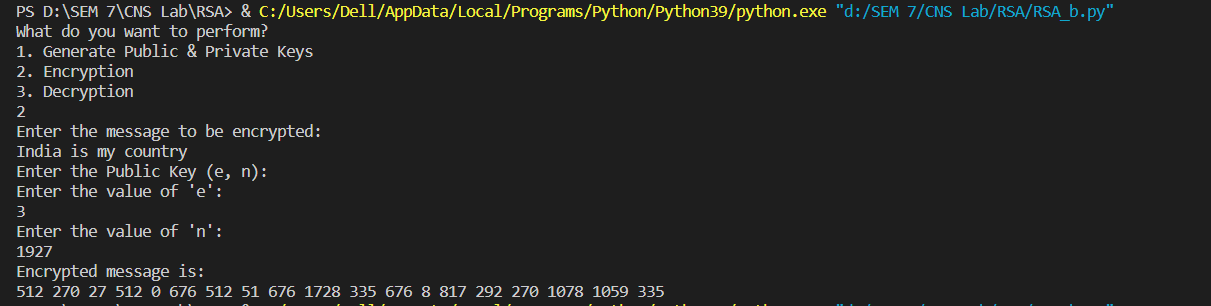 PS D:\SEM 7\CNS Lab\RSA> & C:/Users/Dell/AppData/Local/Programs/Python/Python39/python.exe "d:/SEM 7/CNS Lab/RSA/RSA_b.py"
What do you want to perform?
1. Generate Public & Private Keys
2. Encryption
3. Decryption
2
Enter the message to be encrypted:
India is my country
Enter the Public Key (e, n):
Enter the value of 'e':
3
Enter the value of 'n':
1927
Encrypted message is:
512 270 27 512 0 676 512 51 676 1728 335 676 8 817 292 270 1078 1059 335